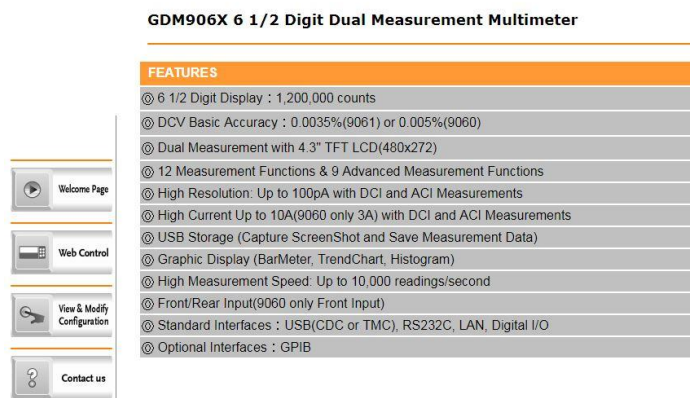 GDM906X 6 1/2 Digit Dual Measurement Multimeter
FEATURES
◎ 6 1/2 Digit Display：1,200,000 counts
◎ DCV Basic Accuracy：0.0035%(9061) or 0.005%(9060)
◎ Dual Measurement with 4.3" TFT LCD(480x272)
◎ 12 Measurement Functions & 9 Advanced Measurement Functions
◎ High Resolution: Up to 100pA with DCI and ACI Measurements
◎ High Current Up to 10A(9060 only 3A) with DCI and ACI Measurements
◎ USB Storage (Capture ScreenShot and Save Measurement Data)
◎ Graphic Display (BarMeter, TrendChart, Histogram)
◎ High Measurement Speed: Up to 10,000 readings/second
◎ Front/Rear Input(9060 only Front Input)
◎ Standard Interfaces：USB(CDC or TMC), RS232C, LAN, Digital I/O
◎ Optional Interfaces：GPIB
Welcome Page
Web Control
View & Modify
Configuration
Contact us